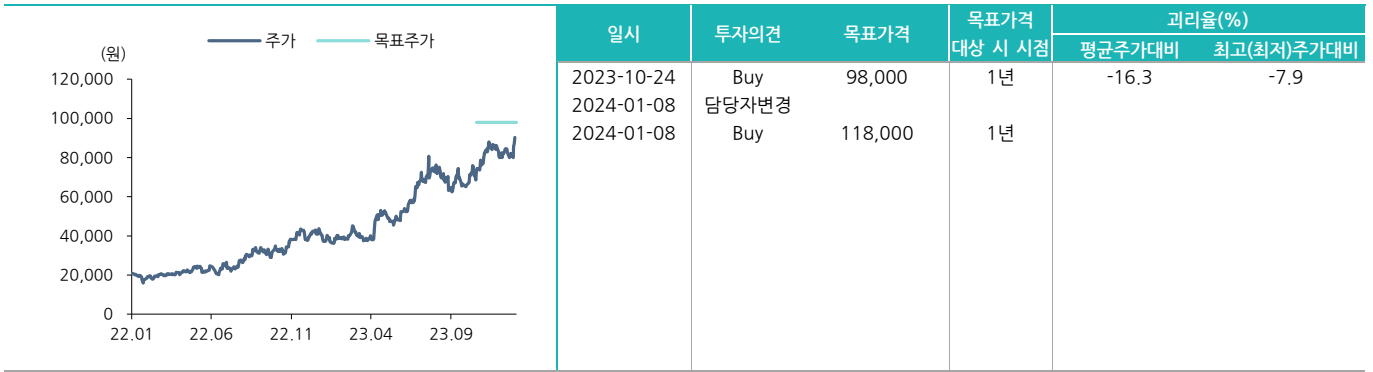 주가 목표주가
(원)
120,000
100,000
80,000
60,000
40,000
20,000
0
22.01 22.06 22.11 23.04 23.09
일시 투자의견 목표가격 목표가격 대상 시 시점 괴리율(%)
평균주가대비 최고(최저)주가대비
2023-10-24 Buy 98,000 1년 -16.3 -7.9
2024-01-08 담당자변경
2024-01-08 Buy 118,000 1년